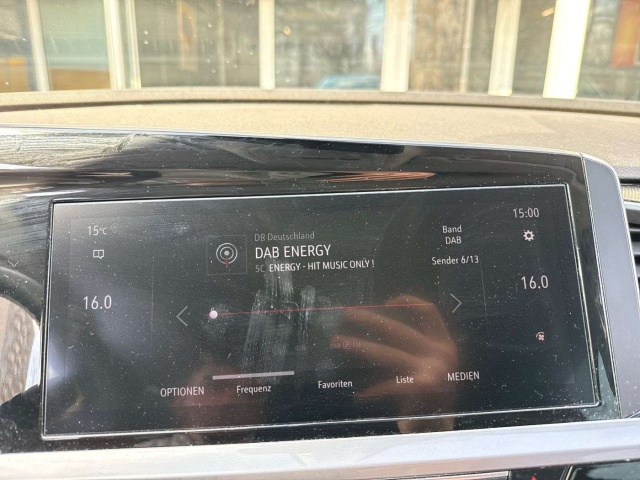 15°C
15:00
DB Deutschland
DAB ENERGY
5C ENERGY - HIT MUSIC ONLY !
Band
DAB
Sender 6/13
16.0
16.0
OPTIONEN
Frequenz
Favoriten
Liste
MEDIEN